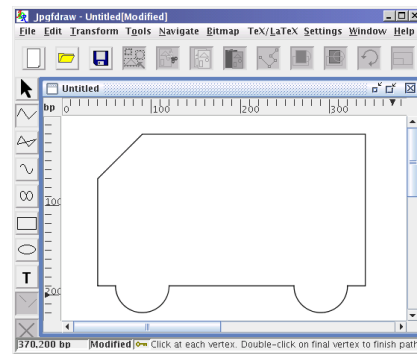 Jpgfdraw - Untitled[Modified]
File Edit Transform Tools Navigate Bitmap TeX/LaTeX Settings Window Help
Untitled
bp 0 100 200 300
100
200
T
370,200 bp Modified Click at each vertex. Double-click on final vertex to finish path